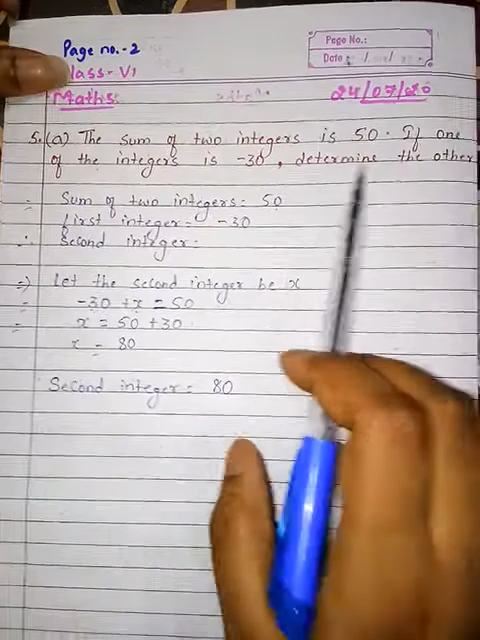 Page no.-2
Page No.:
Date: / /
lass-VI
Maths:
24/07/20
5.(a) The sum of two integers is 50. If one
of the integers is -30, determine the other
Sum of two integers = 50
first integer = -30
∴ Second integer =
=) Let the second integer be x
-30 + x = 50
x = 50 + 30
x = 80
Second integer = 80